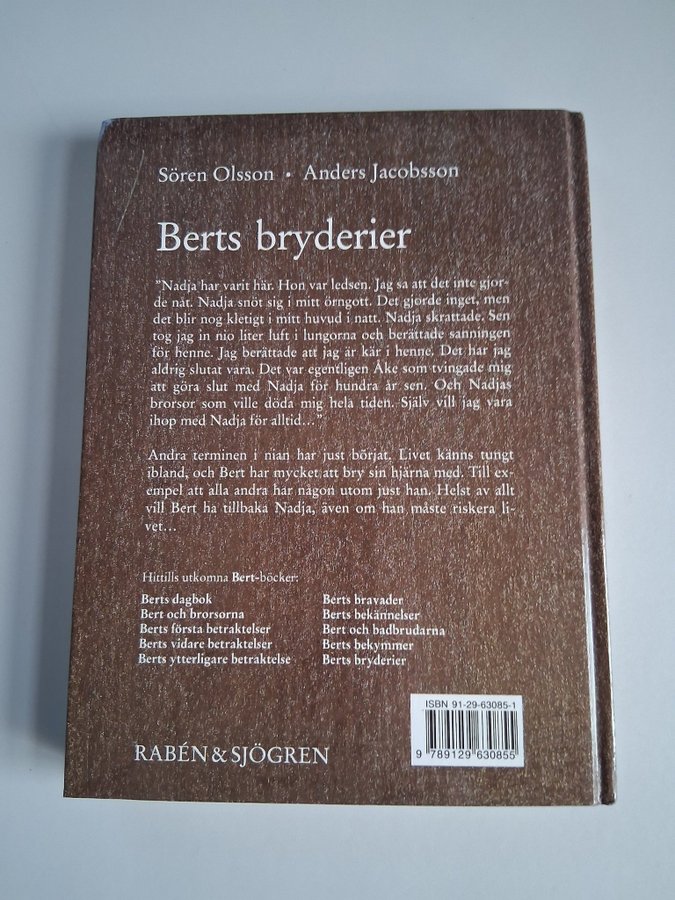 Sören Olsson • Anders Jacobsson
Berts bryderier
"Nadja har varit här. Hon var ledsen. Jag sa att det inte gjor-
de nåt. Nadja snöt sig i mitt örngott. Det gjorde inget, men
det blir nog kletigt i mitt huvud i natt. Nadja skrattade. Sen
tog jag in nio liter luft i lungorna och berättade sanningen
för henne. Jag berättade att jag är kär i henne. Det har jag
aldrig slutat vara. Det var egentligen Åke som tvingade mig
att göra slut med Nadja för hundra år sen. Och Nadjas
brorsor som ville döda mig hela tiden. Själv vill jag vara
ihop med Nadja för alltid…"
Andra terminen i nian har just börjat. Livet känns tungt
ibland, och Bert har mycket att bry sin hjärna med. Till ex-
empel att alla andra har någon utom just han. Helst av allt
vill Bert ha tillbaka Nadja, även om han måste riskera li-
vet…
Hittills utkomna Bert-böcker:
Berts dagbok
Bert och brorsorna
Berts första betraktelser
Berts vidare betraktelser
Berts ytterligare betraktelse
Berts bravader
Berts bekännelser
Bert och badbrudarna
Berts bekymmer
Berts bryderier
ISBN 91-29-63085-1
9 789129 630855
RABÉN & SJÖGREN